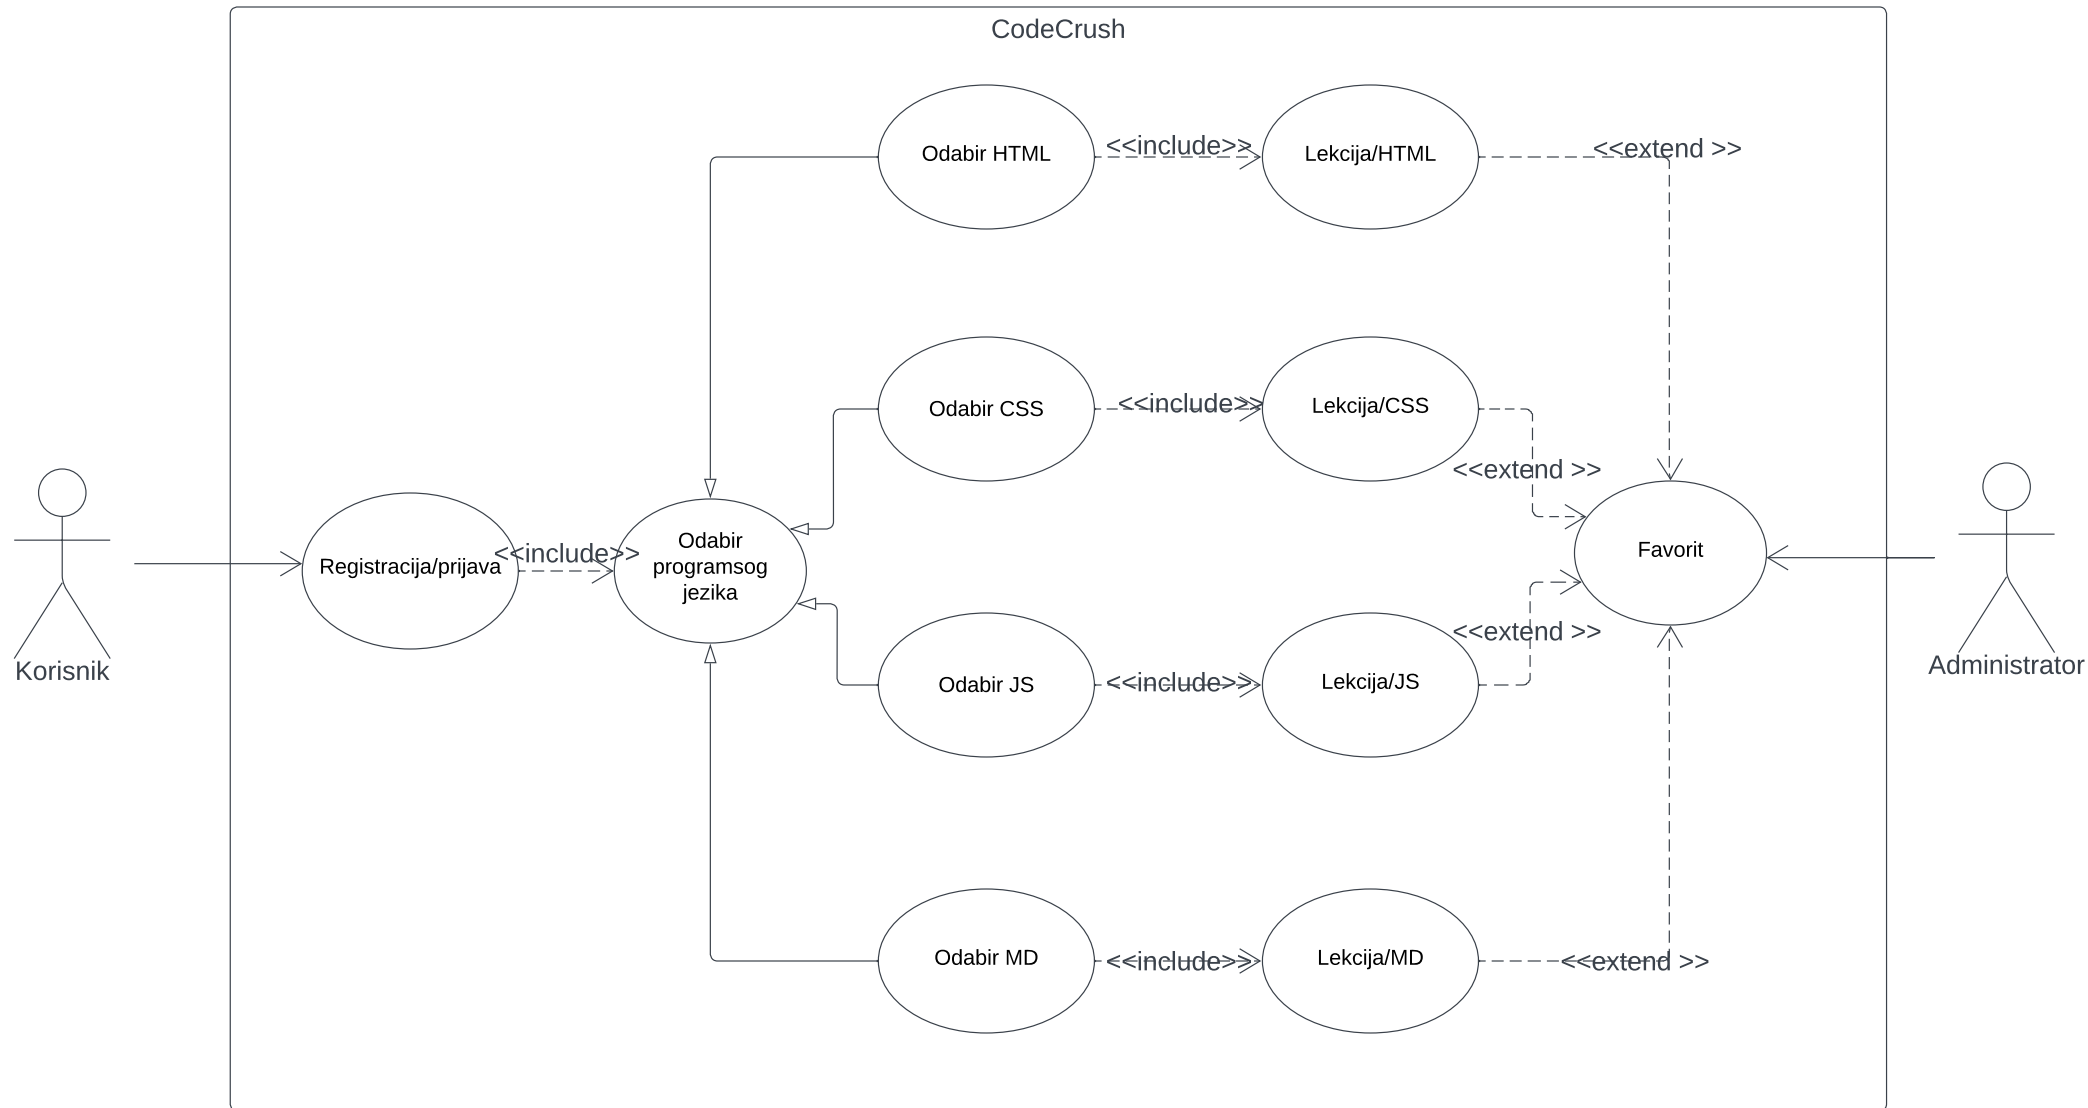 CodeCrush
Odabir HTML
<<include>>
Lekcija/HTML
<<extend >>
Odabir CSS
<<include>>
Lekcija/CSS
<<extend >>
Korisnik
Registracija/prijava
<<include>>
Odabir
programsog
jezika
Favorit
Administrator
Odabir JS
<<include>>
Lekcija/JS
<<extend >>
Odabir MD
<<include>>
Lekcija/MD
<<extend >>